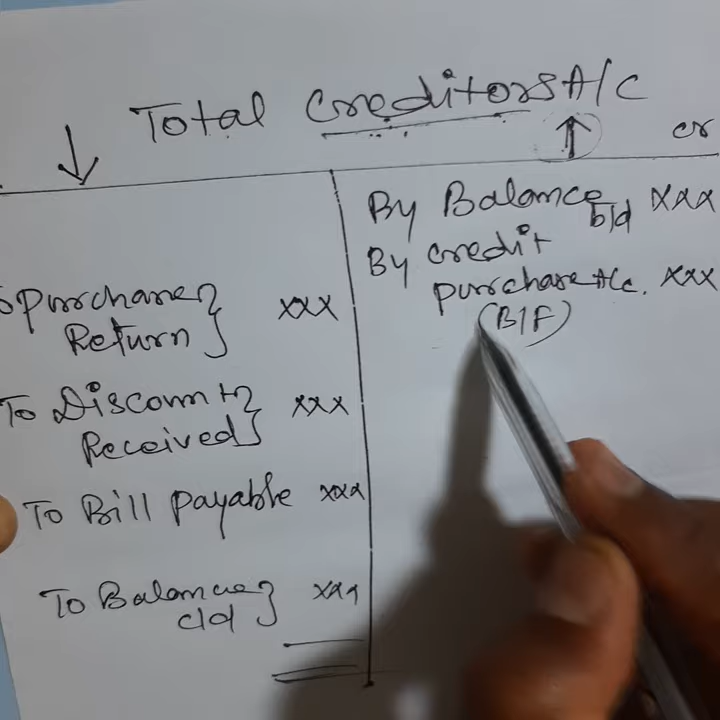 Total Creditors A/C
cr
By Balance b/d xxx
By credit
purchase A/c. xxx
(B/F)
o purchase } xxx
Return
To Discount } xxx
Received
To Bill payable xxx
To Balance } xxx
c/d